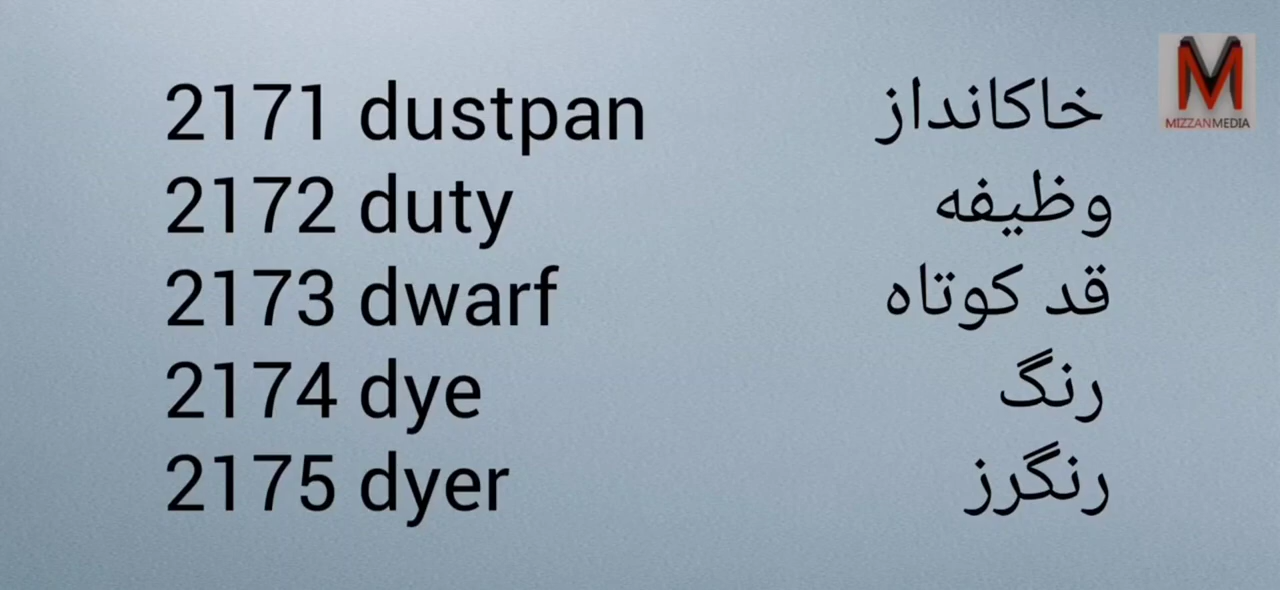 2171 dustpan خاکانداز
2172 duty وظیفه
2173 dwarf قد کوتاه
2174 dye رنگ
2175 dyer رنگرز
MIZZANMEDIA